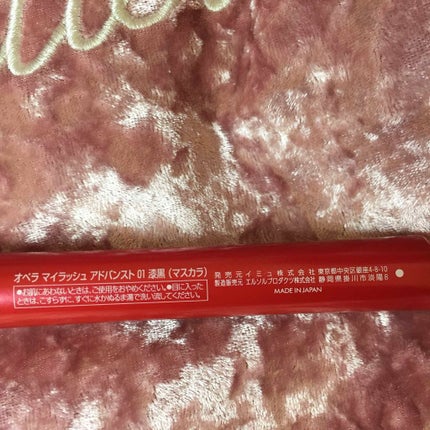 オペラ マイラッシュ アドバンスト 01 漆黒 (マスカラ)
●お肌にあわないときは、ご使用をおやめください。●目に入った
ときは、こすらずに、すぐに水かぬるま湯で洗い流してください。
発売元 イミュ株式会社 東京都中央区銀座4-8-10
製造販売元 エルソルプロダクツ株式会社 静岡県掛川市淡陽6
MADE IN JAPAN